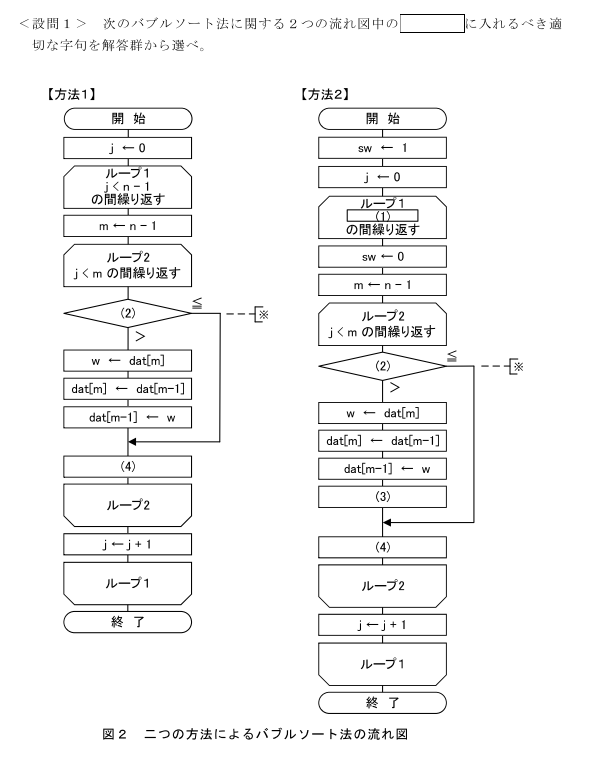 ＜設問１＞　次のバブルソート法に関する２つの流れ図中の　　　　に入れるべき適
切な字句を解答群から選べ。
【方法1】
開 始
j ← 0
ループ1
j < n - 1
の間繰り返す
m ← n - 1
ループ2
j < m の間繰り返す
(2)
≦
※
＞
w ← dat[m]
dat[m] ← dat[m-1]
dat[m-1] ← w
(4)
ループ2
j ← j + 1
ループ1
終 了
【方法2】
開 始
sw ← 1
j ← 0
ループ1
(1)
の間繰り返す
sw ← 0
m ← n - 1
ループ2
j < m の間繰り返す
(2)
≦
※
＞
w ← dat[m]
dat[m] ← dat[m-1]
dat[m-1] ← w
(3)
(4)
ループ2
j ← j + 1
ループ1
終 了
図２　二つの方法によるバブルソート法の流れ図